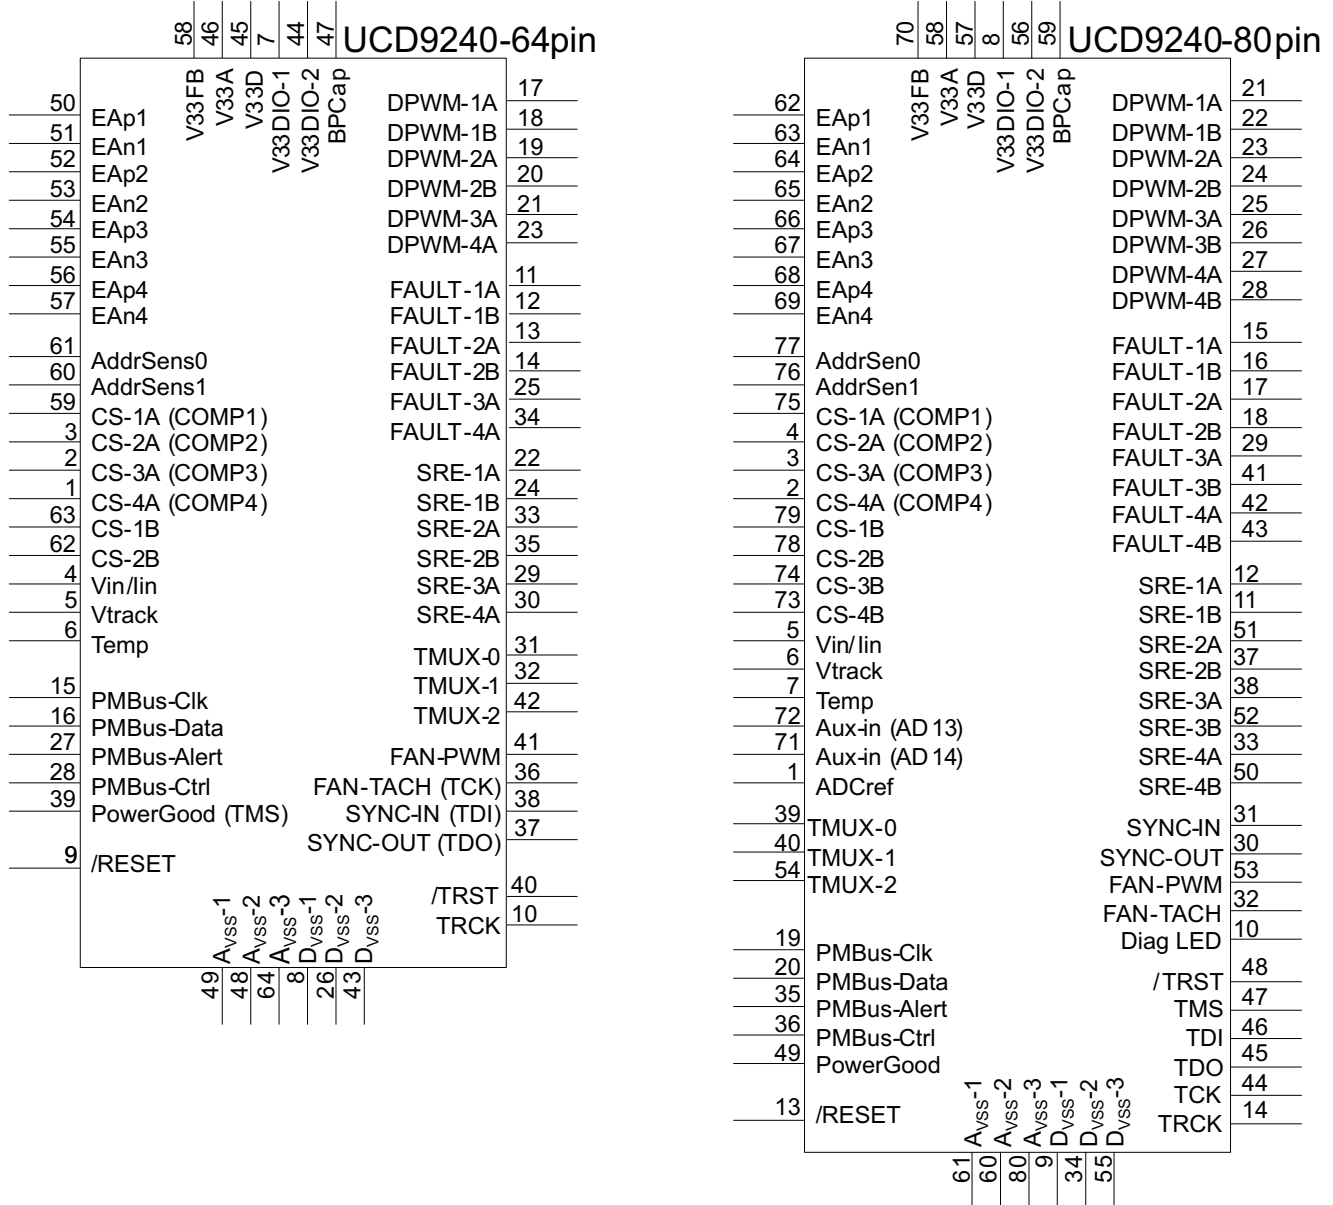 UCD9240-64pin
58 46 45 7 44 47
V33FB V33A V33D V33DIO-1 V33DIO-2 BPCap
50 EAp1
51 EAn1
52 EAp2
53 EAn2
54 EAp3
55 EAn3
56 EAp4
57 EAn4
61 AddrSens0
60 AddrSens1
59 CS-1A (COMP1)
3 CS-2A (COMP2)
2 CS-3A (COMP3)
1 CS-4A (COMP4)
63 CS-1B
62 CS-2B
4 Vin/Iin
5 Vtrack
6 Temp
15 PMBus-Clk
16 PMBus-Data
27 PMBus-Alert
28 PMBus-Ctrl
39 PowerGood (TMS)
9 /RESET
DPWM-1A 17
DPWM-1B 18
DPWM-2A 19
DPWM-2B 20
DPWM-3A 21
DPWM-4A 23
FAULT-1A 11
FAULT-1B 12
FAULT-2A 13
FAULT-2B 14
FAULT-3A 25
FAULT-4A 34
SRE-1A 22
SRE-1B 24
SRE-2A 33
SRE-2B 35
SRE-3A 29
SRE-4A 30
TMUX-0 31
TMUX-1 32
TMUX-2 42
FAN-PWM 41
FAN-TACH (TCK) 36
SYNC-IN (TDI) 38
SYNC-OUT (TDO) 37
/TRST 40
TRCK 10
AVSS-1 AVSS-2 AVSS-3 DVSS-1 DVSS-2 DVSS-3
49 48 64 8 26 43
UCD9240-80pin
70 58 57 8 56 59
V33FB V33A V33D V33DIO-1 V33DIO-2 BPCap
62 EAp1
63 EAn1
64 EAp2
65 EAn2
66 EAp3
67 EAn3
68 EAp4
69 EAn4
77 AddrSen0
76 AddrSen1
75 CS-1A (COMP1)
4 CS-2A (COMP2)
3 CS-3A (COMP3)
2 CS-4A (COMP4)
79 CS-1B
78 CS-2B
74 CS-3B
73 CS-4B
5 Vin/Iin
6 Vtrack
7 Temp
72 Aux-in (AD13)
71 Aux-in (AD14)
1 ADCref
39 TMUX-0
40 TMUX-1
54 TMUX-2
19 PMBus-Clk
20 PMBus-Data
35 PMBus-Alert
36 PMBus-Ctrl
49 PowerGood
13 /RESET
DPWM-1A 21
DPWM-1B 22
DPWM-2A 23
DPWM-2B 24
DPWM-3A 25
DPWM-3B 26
DPWM-4A 27
DPWM-4B 28
FAULT-1A 15
FAULT-1B 16
FAULT-2A 17
FAULT-2B 18
FAULT-3A 29
FAULT-3B 41
FAULT-4A 42
FAULT-4B 43
SRE-1A 12
SRE-1B 11
SRE-2A 51
SRE-2B 37
SRE-3A 38
SRE-3B 52
SRE-4A 33
SRE-4B 50
SYNC-IN 31
SYNC-OUT 30
FAN-PWM 53
FAN-TACH 32
Diag LED 10
/TRST 48
TMS 47
TDI 46
TDO 45
TCK 44
TRCK 14
AVSS-1 AVSS-2 AVSS-3 DVSS-1 DVSS-2 DVSS-3
61 60 80 9 34 55